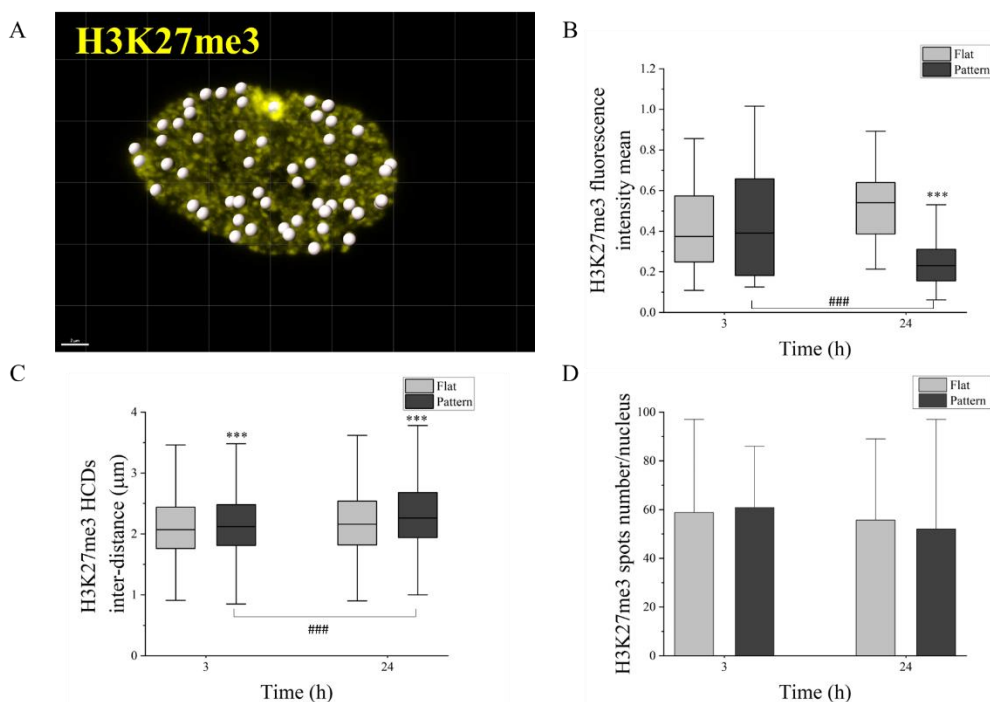 A
H3K27me3
2 µm
B
Flat
Pattern
H3K27me3 fluorescence
intensity mean
1.2
1.0
0.8
0.6
0.4
0.2
0.0
***
###
3
24
Time (h)
C
Flat
Pattern
H3K27me3 HCDs
inter-distance (µm)
4
3
2
1
0
***
***
###
3
24
Time (h)
D
Flat
Pattern
H3K27me3 spots number/nucleus
100
80
60
40
20
0
3
24
Time (h)